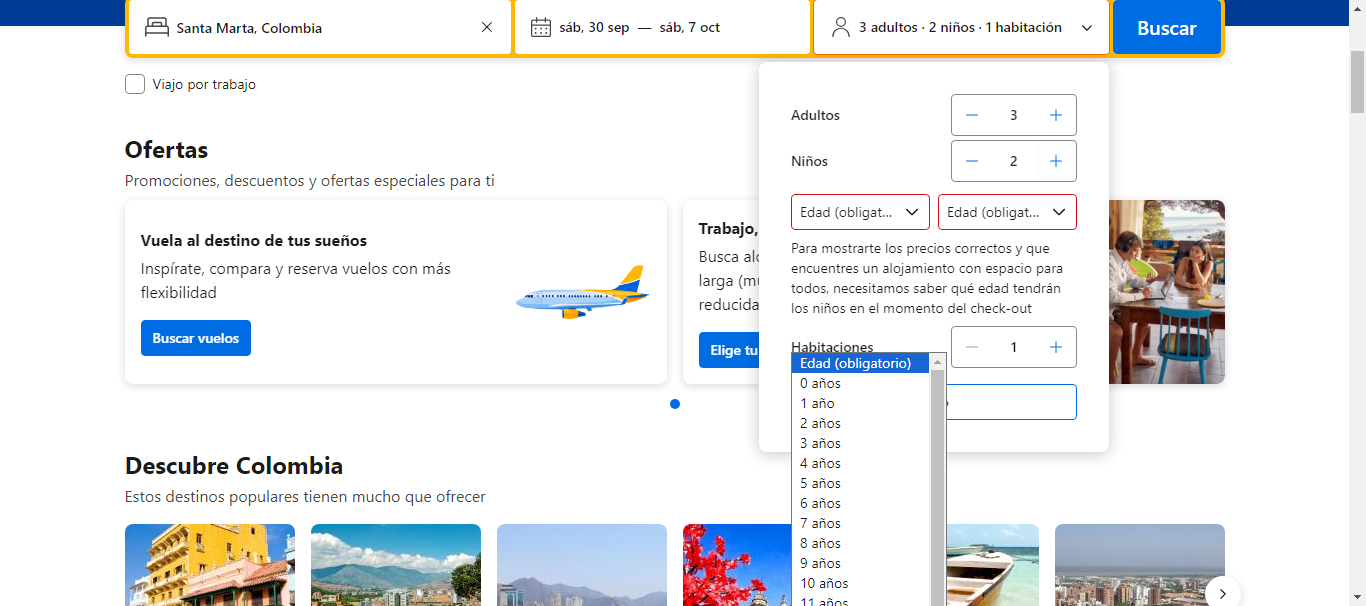 Santa Marta, Colombia
sáb, 30 sep — sáb, 7 oct
3 adultos · 2 niños · 1 habitación
Buscar
Viajo por trabajo
Adultos
3
Niños
2
Edad (obligat...
Edad (obligat...
Para mostrarte los precios correctos y que
encuentres un alojamiento con espacio para
todos, necesitamos saber qué edad tendrán
los niños en el momento del check-out
Habitaciones
1
Edad (obligatorio)
0 años
1 año
2 años
3 años
4 años
5 años
6 años
7 años
8 años
9 años
10 años
11 años
Ofertas
Promociones, descuentos y ofertas especiales para ti
Vuela al destino de tus sueños
Inspírate, compara y reserva vuelos con más
flexibilidad
Buscar vuelos
Trabajo,
Busca
larga
reducida
Elige tu
Descubre Colombia
Estos destinos populares tienen mucho que ofrecer